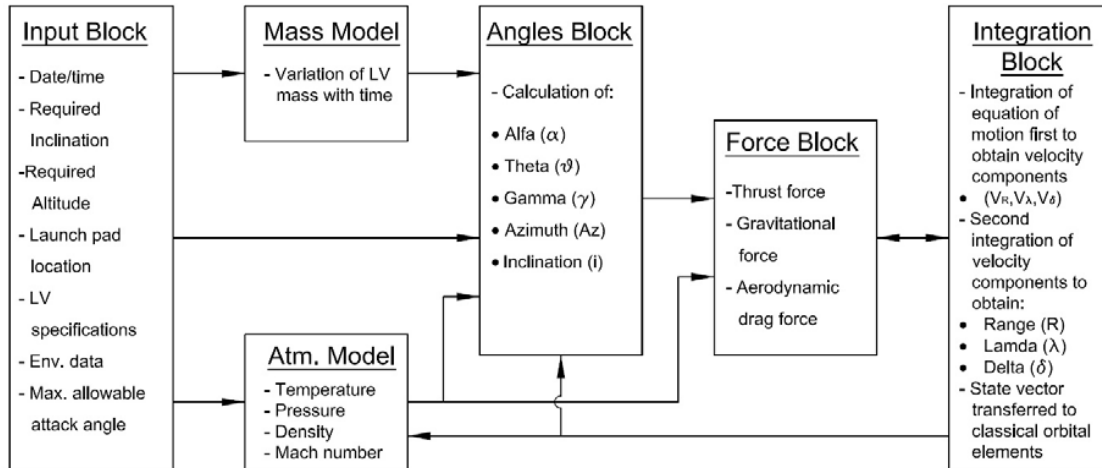 Input Block
- Date/time
- Required
Inclination
-Required
Altitude
- Launch pad
location
- LV
specifications
- Env. data
- Max. allowable
attack angle
Mass Model
- Variation of LV
mass with time
Atm. Model
- Temperature
- Pressure
- Density
- Mach number
Angles Block
- Calculation of:
• Alfa (α)
• Theta (ϑ)
• Gamma (γ)
• Azimuth (Az)
• Inclination (i)
Force Block
-Thrust force
- Gravitational
force
- Aerodynamic
drag force
Integration
Block
- Integration of
equation of
motion first to
obtain velocity
components
• (VR,Vλ,Vδ)
- Second
integration of
velocity
components to
obtain:
• Range (R)
• Lamda (λ)
• Delta (δ)
- State vector
transferred to
classical orbital
elements